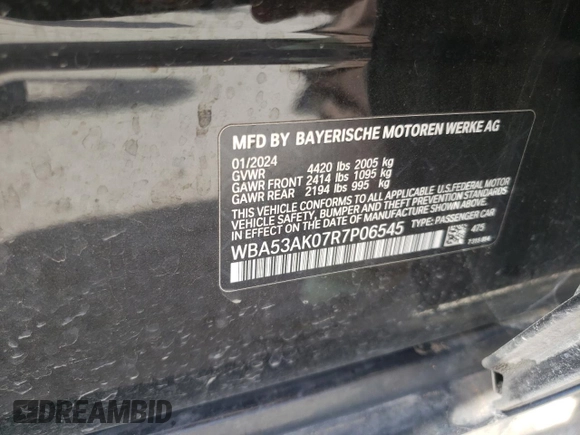 MFD BY BAYERISCHE MOTOREN WERKE AG
01/2024
GVWR 4420 lbs 2005 kg
GAWR FRONT 2414 lbs 1095 kg
GAWR REAR 2194 lbs 995 kg
THIS VEHICLE CONFORMS TO ALL APPLICABLE U.S.FEDERAL MOTOR
VEHICLE SAFETY, BUMPER AND THEFT PREVENTION STANDARDS
IN EFFECT ON THE DATE OF MANUFACTURE SHOWN ABOVE.
WBA53AK07R7P06545 TYPE: PASSENGER CAR
475
DREAMBID